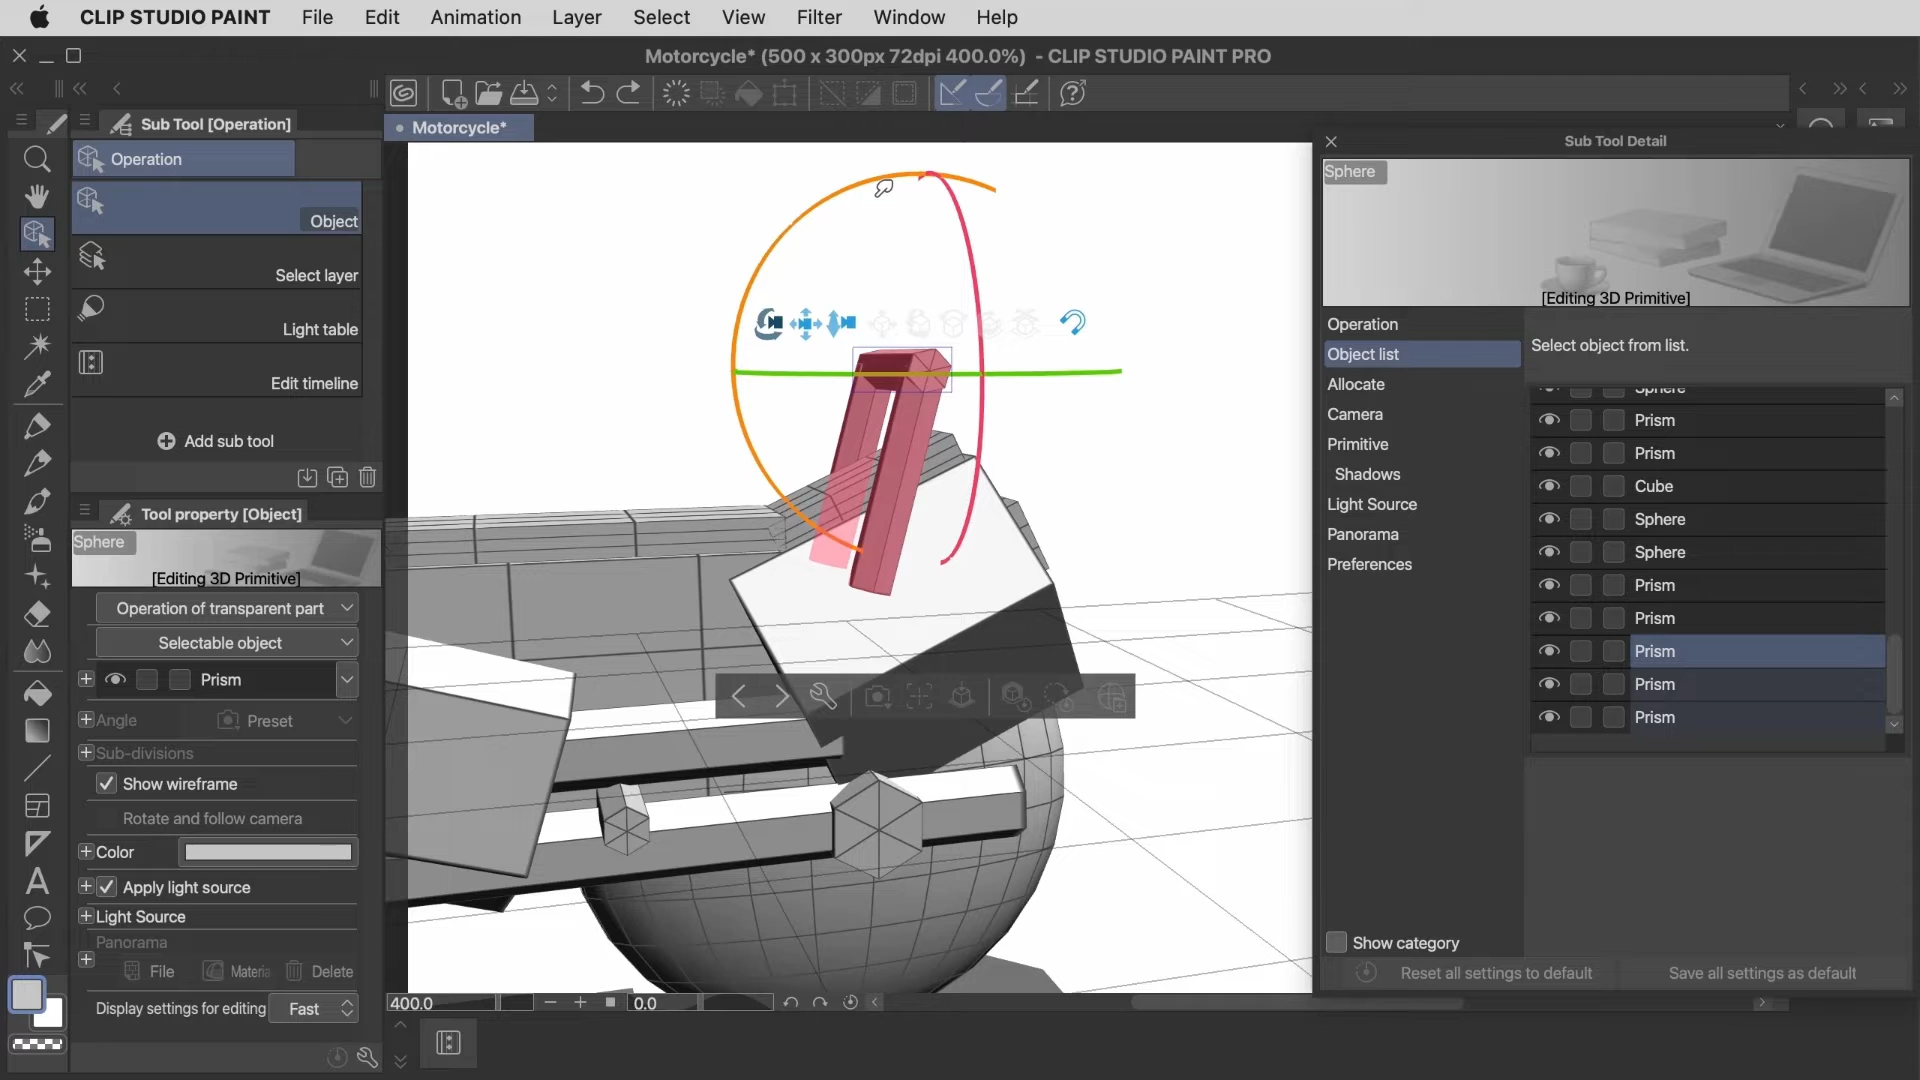 CLIP STUDIO PAINT File Edit Animation Layer Select View Filter Window Help
Motorcycle* (500 x 300px 72dpi 400.0%) - CLIP STUDIO PAINT PRO
Sub Tool [Operation]
Operation
Object
Select layer
Light table
Edit timeline
Add sub tool
Tool property [Object]
Sphere
[Editing 3D Primitive]
Operation of transparent part
Selectable object
Prism
Angle Preset
Sub-divisions
Show wireframe
Rotate and follow camera
Color
Apply light source
Light Source
Panorama
File Materia Delete
Display settings for editing Fast
Motorcycle*
400.0 0.0
Sub Tool Detail
Sphere
[Editing 3D Primitive]
Operation
Object list
Allocate
Camera
Primitive
Shadows
Light Source
Panorama
Preferences
Select object from list.
Sphere
Prism
Prism
Cube
Sphere
Sphere
Prism
Prism
Prism
Prism
Prism
Show category
Reset all settings to default Save all settings as default